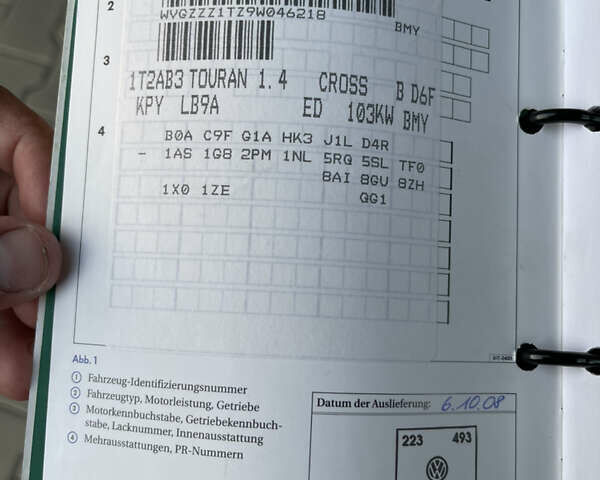 2
WVGZZZ1TZ9W046218
BMY
3
1T2AB3 TOURAN 1.4 CROSS B D6F
KPY LB9A ED 103KW BMY
4
B0A C9F G1A HK3 J1L D4R
- 1AS 1G8 2PM 1NL 5RQ 5SL TF0
8AI 8GU 8ZH
1X0 1ZE GG1
Abb. 1
① Fahrzeug-Identifizierungsnummer
② Fahrzeugtyp, Motorleistung, Getriebe
③ Motorkennbuchstabe, Getriebekennbuch-
stabe, Lacknummer, Innenausstattung
④ Mehrausstattungen, PR-Nummern
Datum der Auslieferung: 6.10.08
223 493